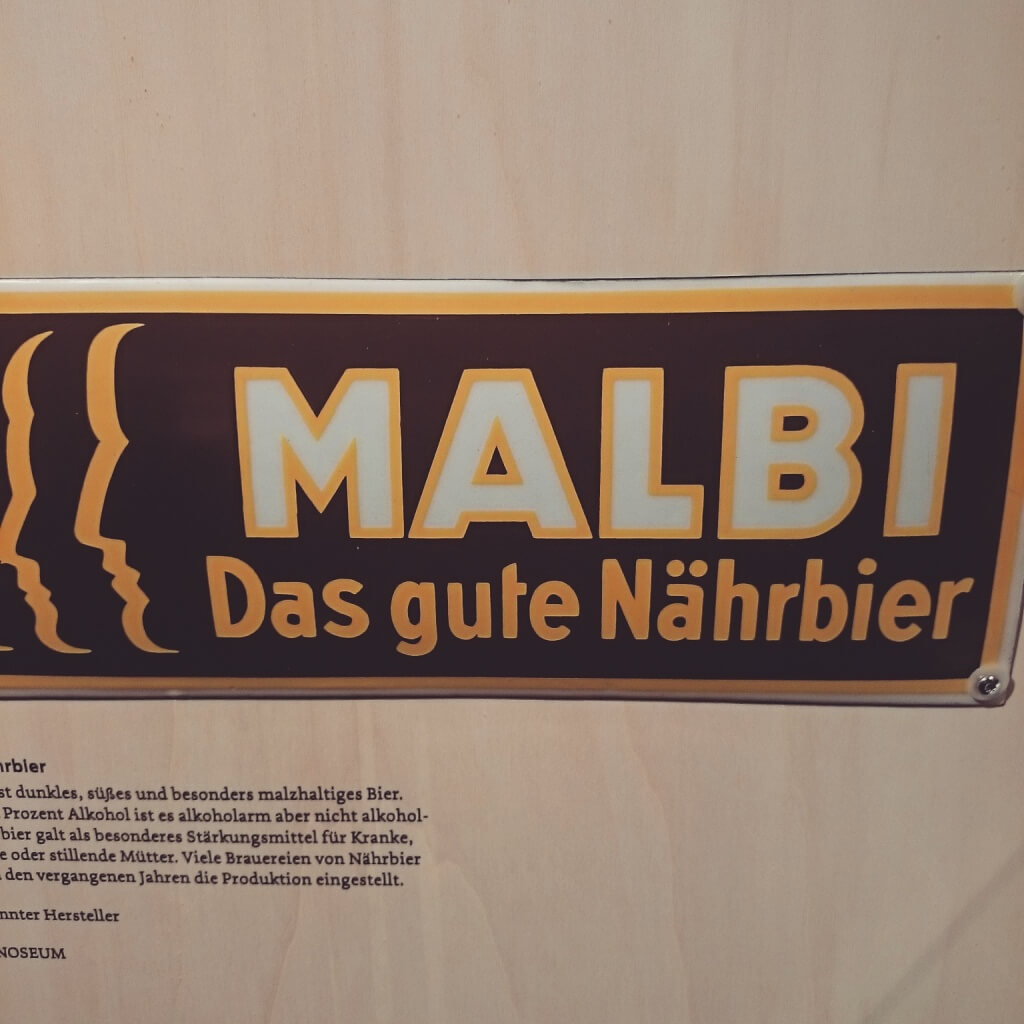 MALBI
Das gute Nährbier
hrbier
st dunkles, süßes und besonders malzhaltiges Bier.
Prozent Alkohol ist es alkoholarm aber nicht alkohol-
bier galt als besonderes Stärkungsmittel für Kranke,
e oder stillende Mütter. Viele Brauereien von Nährbier
den vergangenen Jahren die Produktion eingestellt.
nnter Hersteller
NOSEUM